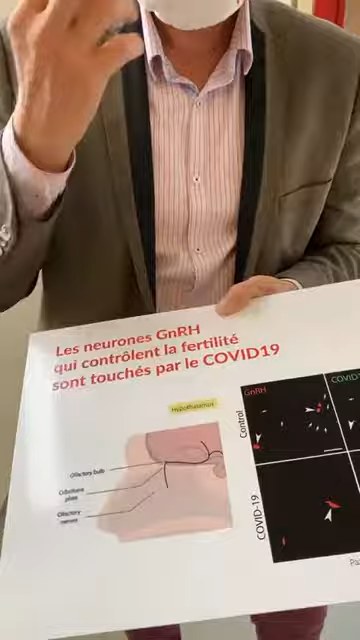 Les neurones GnRH
qui contrôlent la fertilité
sont touchés par le COVID19
Hypothalamus
GnRH
COVID
Control
Olfactory bulb
Cribriform
plate
Olfactory
nerves
COVID-19